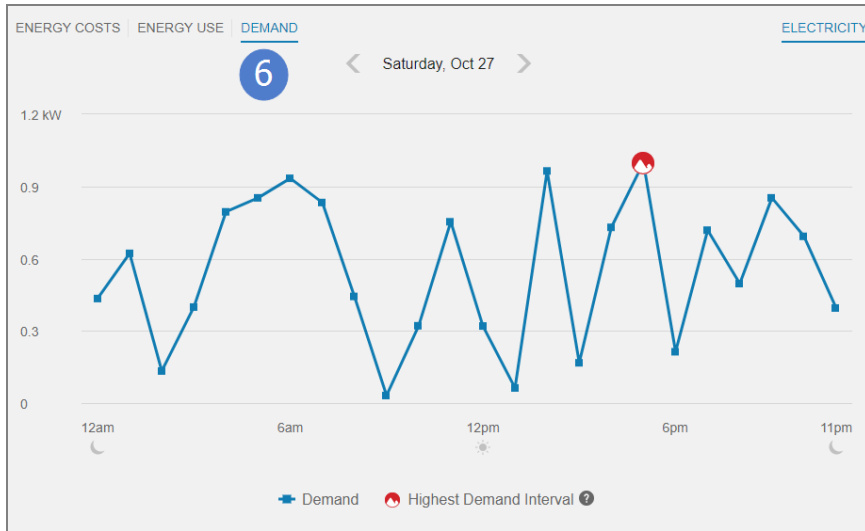 ENERGY COSTS ENERGY USE DEMAND ELECTRICITY
6 Saturday, Oct 27
1.2 kW
0.9
0.6
0.3
0
12am 6am 12pm 6pm 11pm
Demand Highest Demand Interval ?